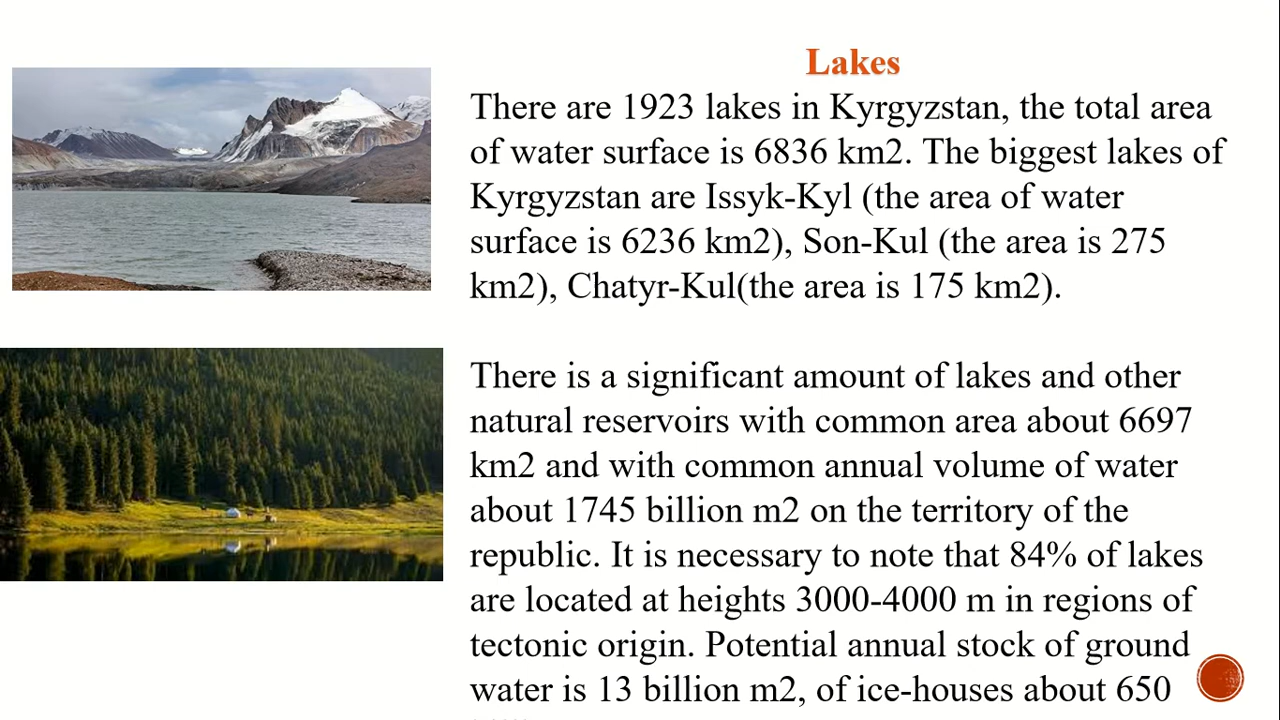 Lakes
There are 1923 lakes in Kyrgyzstan, the total area
of water surface is 6836 km2. The biggest lakes of
Kyrgyzstan are Issyk-Kyl (the area of water
surface is 6236 km2), Son-Kul (the area is 275
km2), Chatyr-Kul(the area is 175 km2).
There is a significant amount of lakes and other
natural reservoirs with common area about 6697
km2 and with common annual volume of water
about 1745 billion m2 on the territory of the
republic. It is necessary to note that 84% of lakes
are located at heights 3000-4000 m in regions of
tectonic origin. Potential annual stock of ground
water is 13 billion m2, of ice-houses about 650